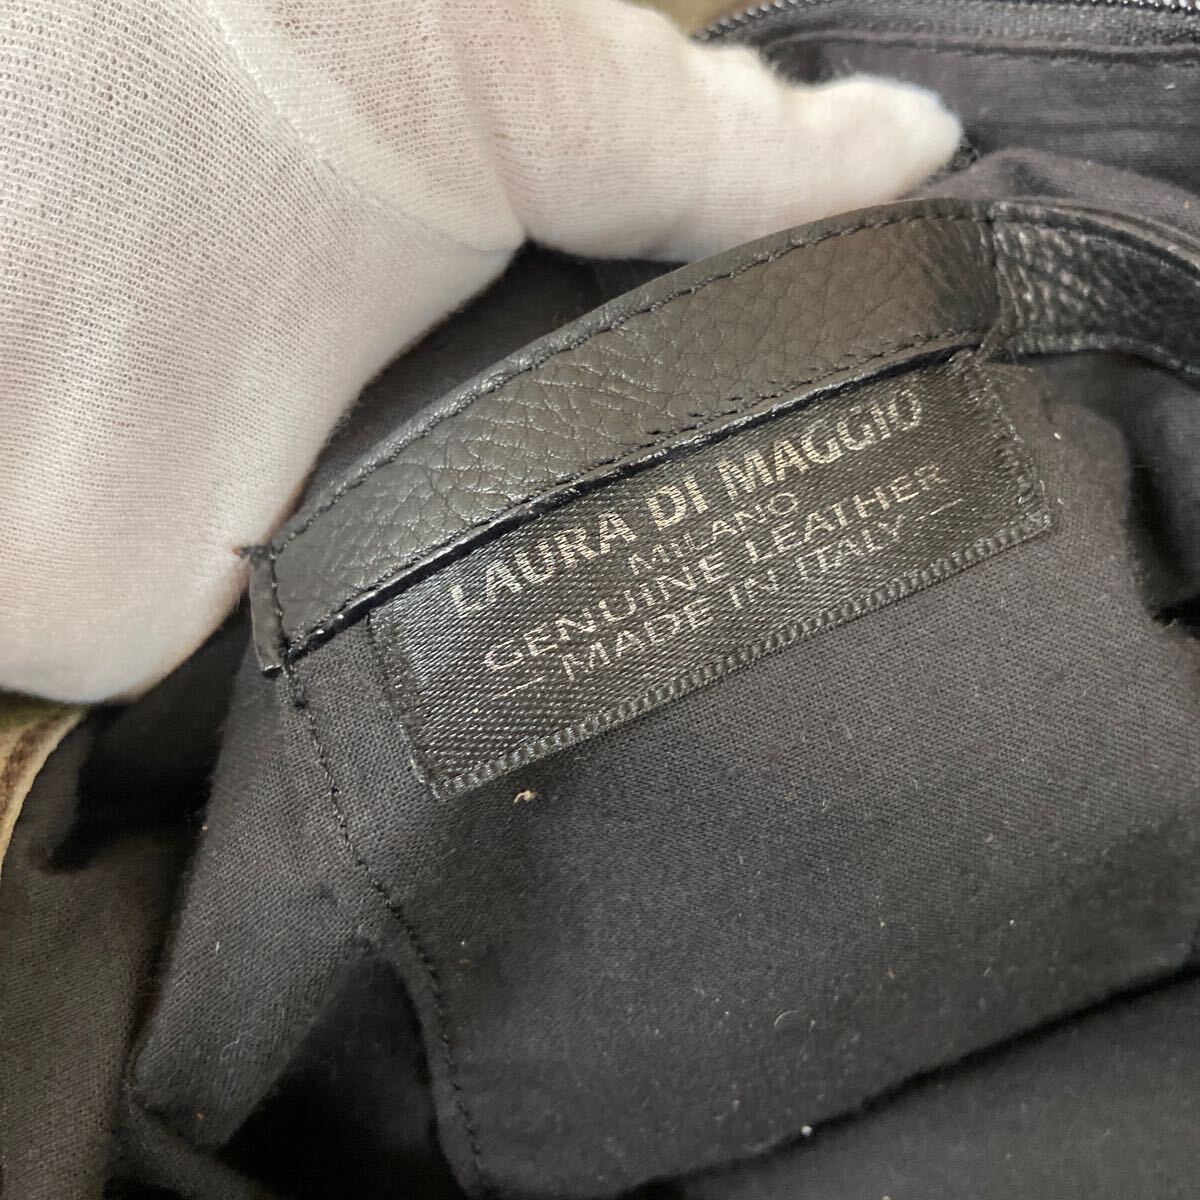 LAURA DI MAGGIO
MILANO
GENUINE LEATHER
— MADE IN ITALY —